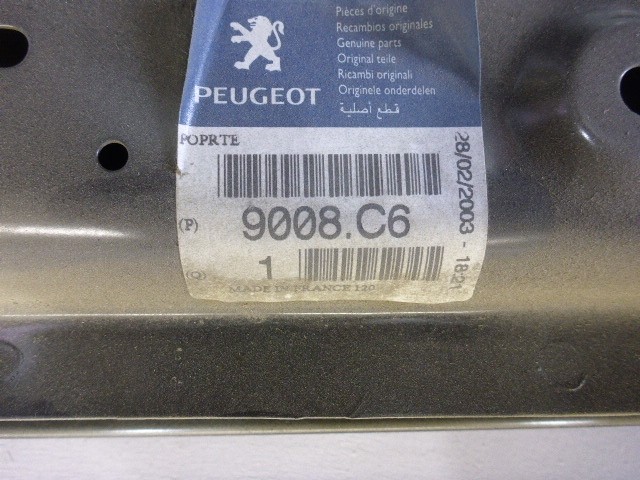 Pièces d'origine
Recambios originales
Genuine parts
Original teile
Ricambi originali
Originele onderdelen
قطع أصلية
PEUGEOT
POPRTE
(P) 9008.C6
(Q) 1
MADE IN FRANCE
28/02/2003 - 18:2